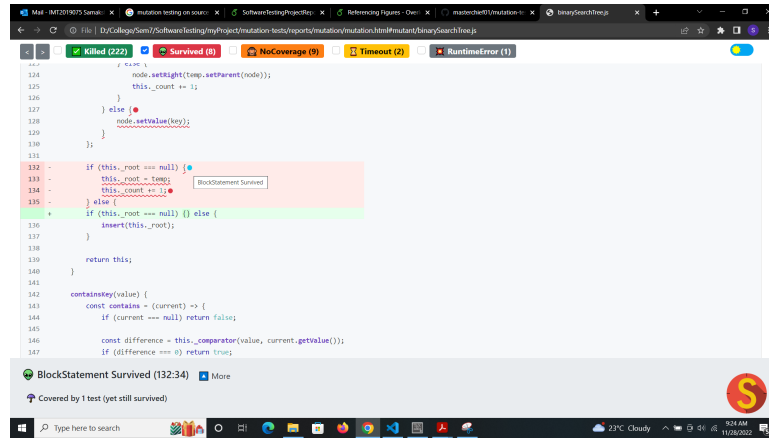 Mail - IMT2019075 Samaksh
mutation testing on source
SoftwareTestingProjectRep
Referencing Figures - Over
masterchief01/mutation-te
binarySearchTree.js
File | D:/College/Sem7/SoftwareTesting/myProject/mutation-tests/reports/mutation/mutation.html#mutant/binarySearchTree.js
< > Killed (222) Survived (8) NoCoverage (9) Timeout (2) RuntimeError (1)
123 } else {
124 node.setRight(temp.setParent(node));
125 this._count += 1;
126 }
127 } else {
128 node.setValue(key);
129 }
130 };
131
132 - if (this._root === null) {
133 - this._root = temp;
BlockStatement Survived
134 - this._count += 1;
135 - } else {
+ if (this._root === null) {} else {
136 insert(this._root);
137 }
138
139 return this;
140 }
141
142 containsKey(value) {
143 const contains = (current) => {
144 if (current === null) return false;
145
146 const difference = this._comparator(value, current.getValue());
147 if (difference === 0) return true;
BlockStatement Survived (132:34) More
Covered by 1 test (yet still survived)
S
Type here to search
23°C Cloudy
9:24 AM
11/28/2022